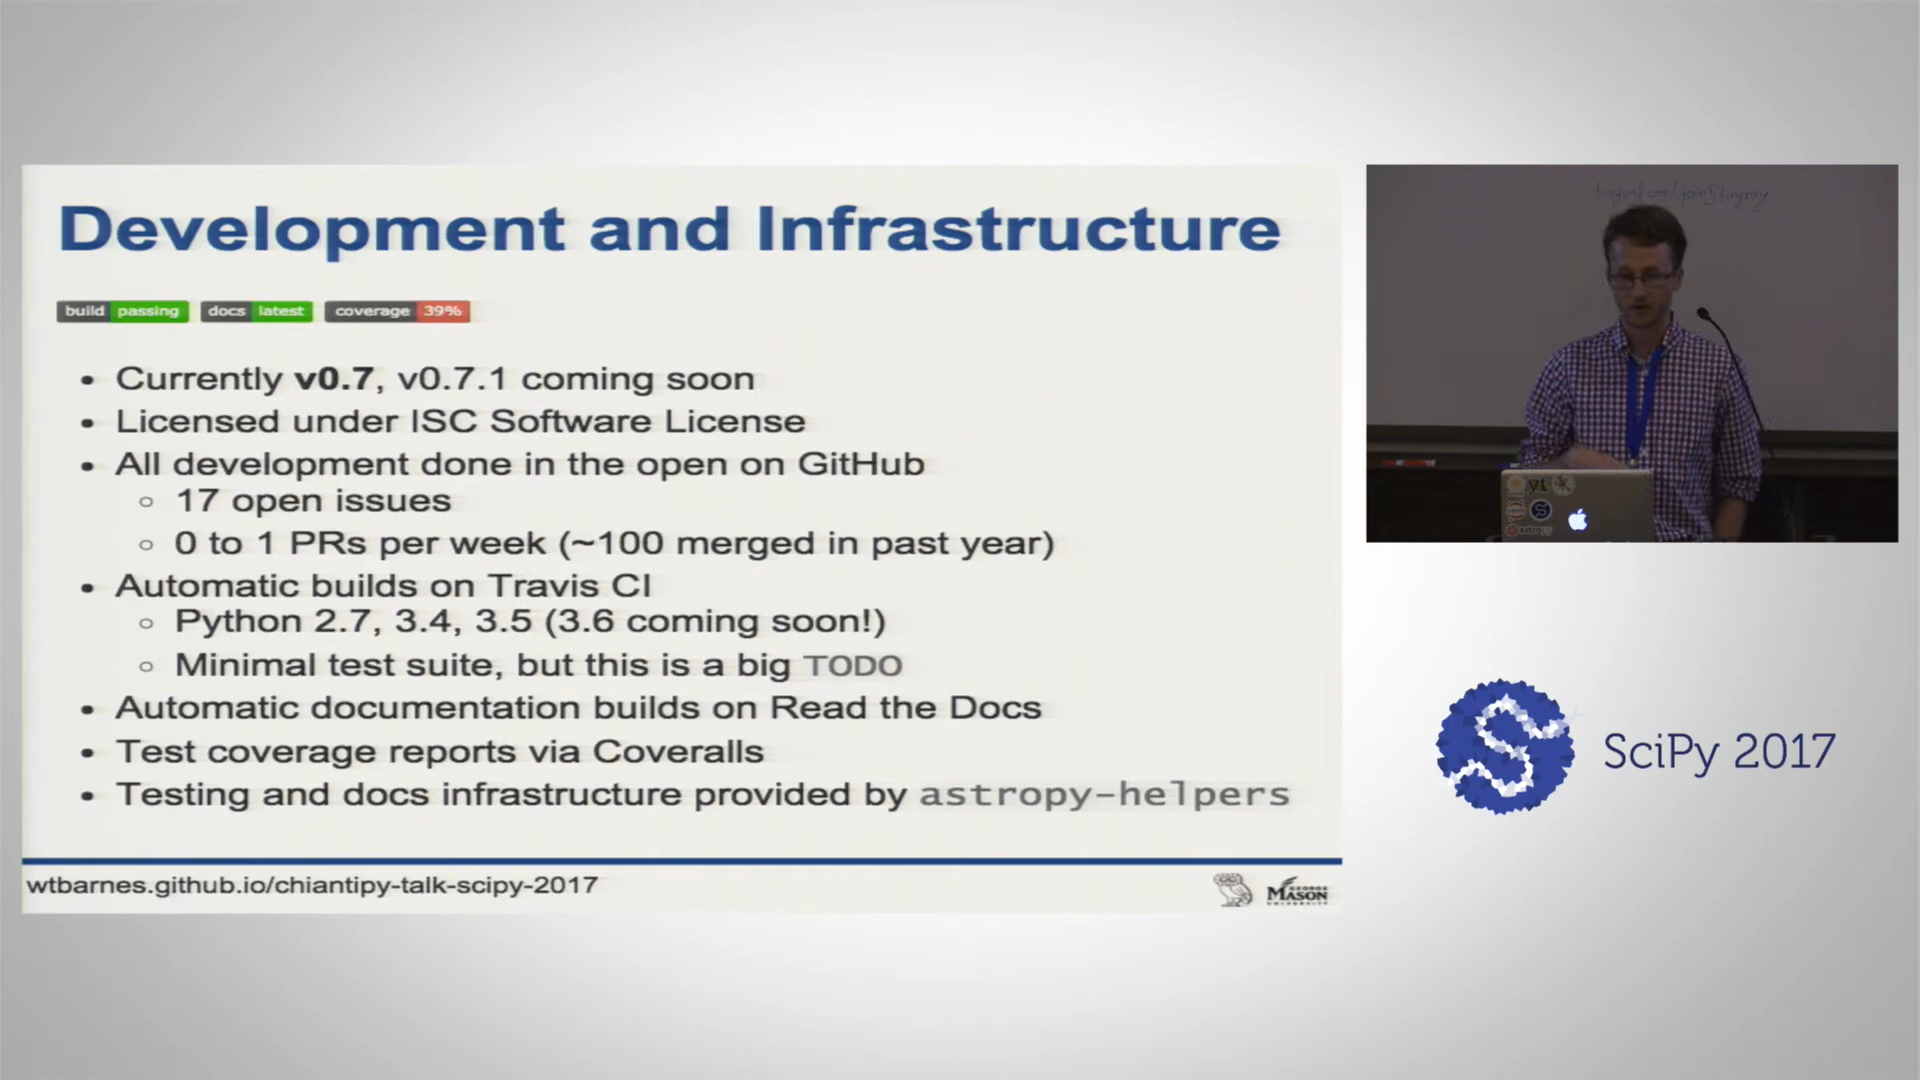 Development and Infrastructure
build passing docs latest coverage 39%
• Currently v0.7, v0.7.1 coming soon
• Licensed under ISC Software License
• All development done in the open on GitHub
◦ 17 open issues
◦ 0 to 1 PRs per week (~100 merged in past year)
• Automatic builds on Travis CI
◦ Python 2.7, 3.4, 3.5 (3.6 coming soon!)
◦ Minimal test suite, but this is a big TODO
• Automatic documentation builds on Read the Docs
• Test coverage reports via Coveralls
• Testing and docs infrastructure provided by astropy-helpers
wtbarnes.github.io/chiantipy-talk-scipy-2017
GEORGE
MASON
UNIVERSITY
yt
astropy
SciPy 2017